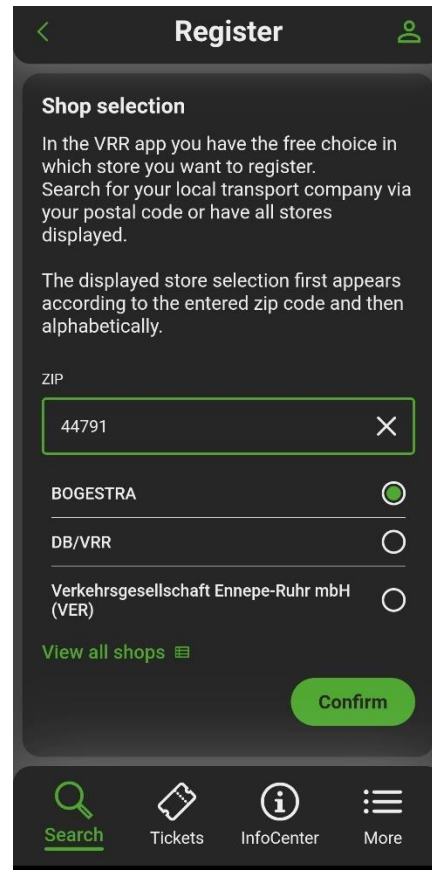 Register
Shop selection
In the VRR app you have the free choice in
which store you want to register.
Search for your local transport company via
your postal code or have all stores
displayed.
The displayed store selection first appears
according to the entered zip code and then
alphabetically.
ZIP
44791
BOGESTRA
DB/VRR
Verkehrsgesellschaft Ennepe-Ruhr mbH
(VER)
View all shops
Confirm
Search Tickets InfoCenter More